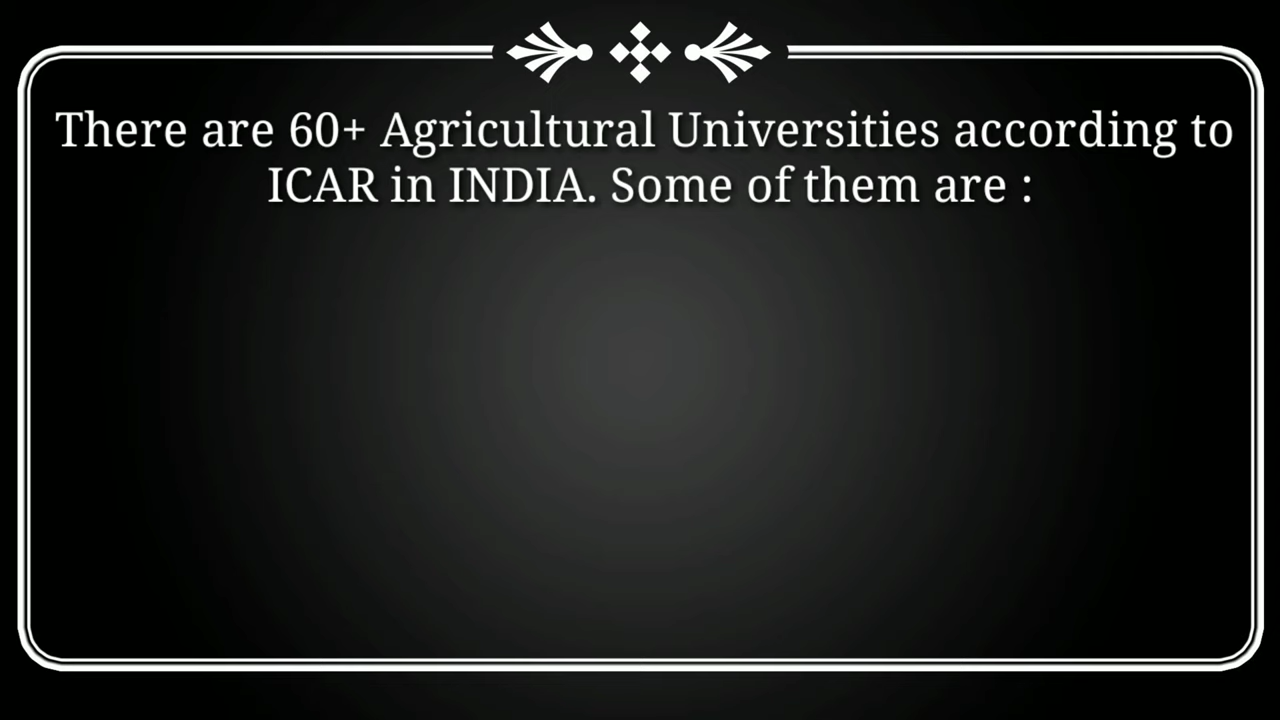 There are 60+ Agricultural Universities according to
ICAR in INDIA. Some of them are :